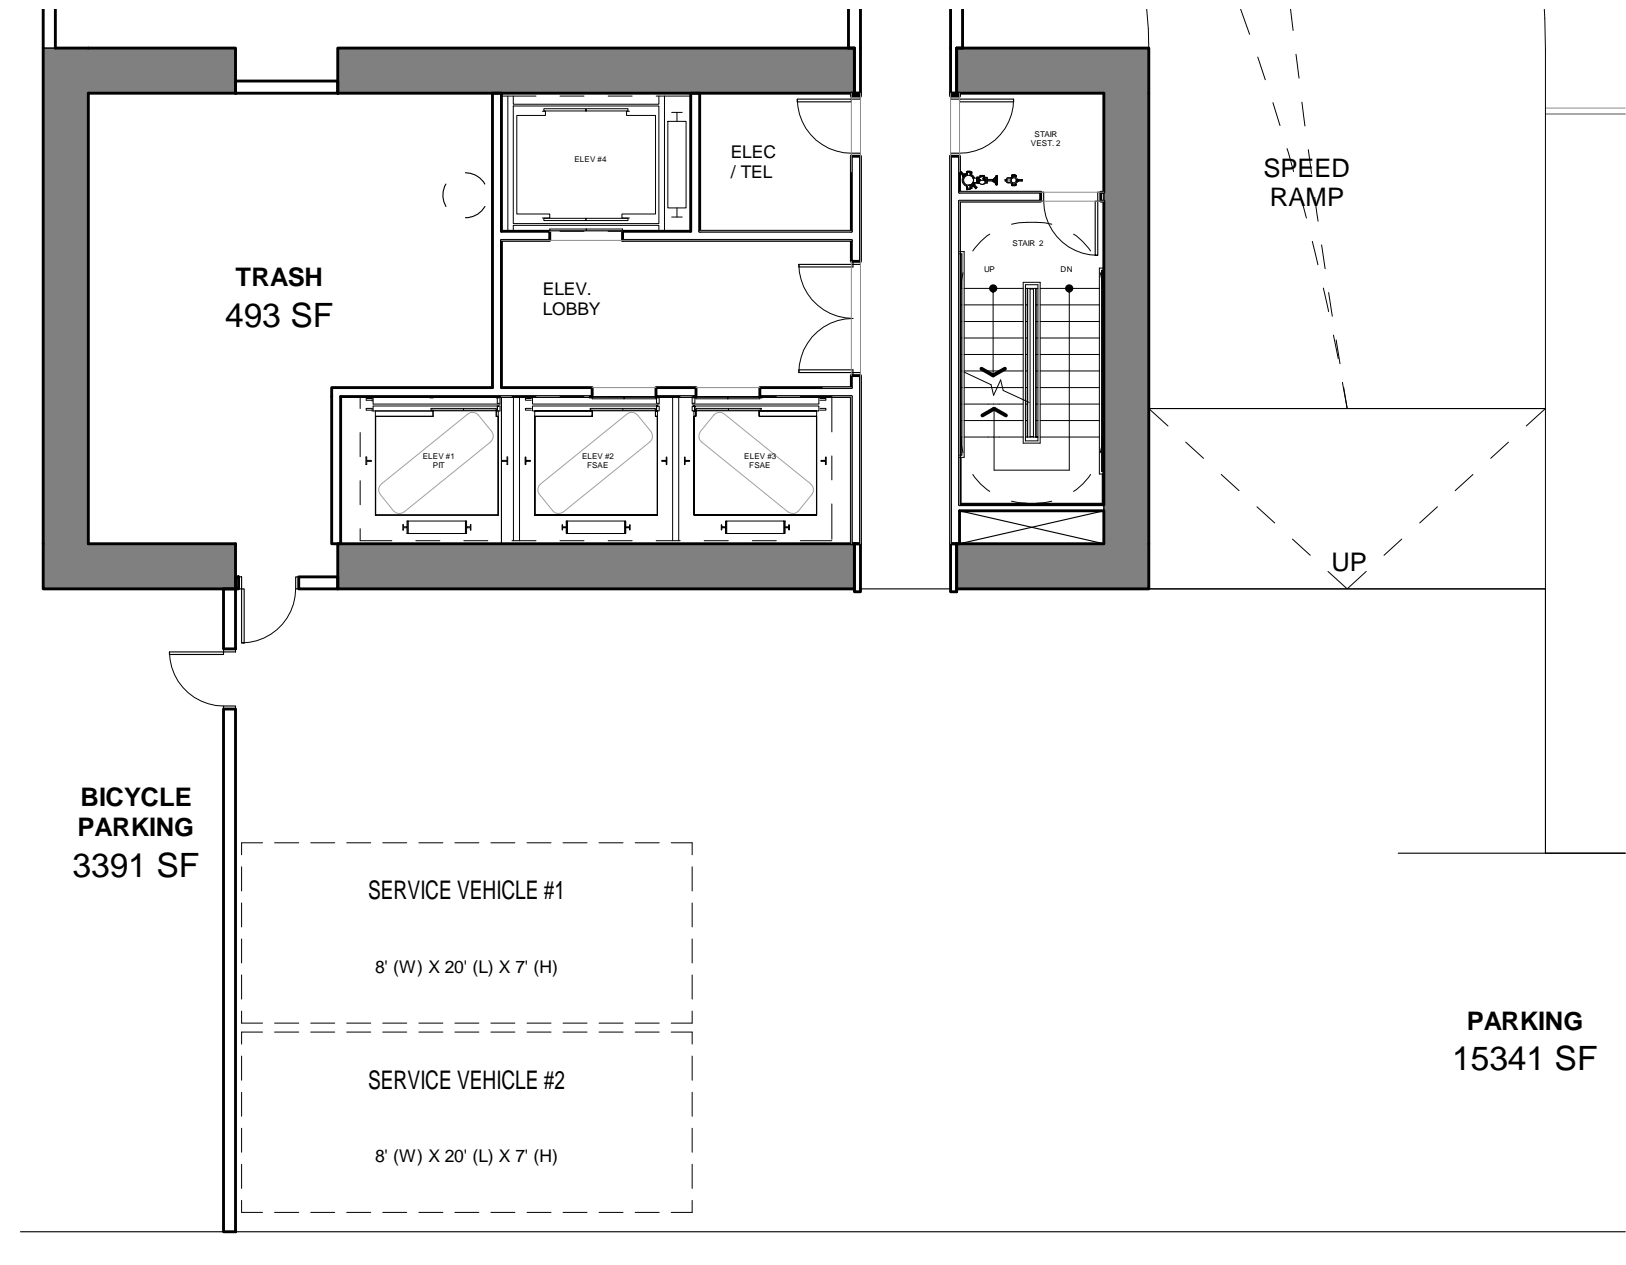 STAIR
VEST. 2
ELEV #4
ELEC
/ TEL
SPEED
RAMP
STAIR 2
UP
DN
TRASH
493 SF
ELEV.
LOBBY
ELEV #1
PIT
ELEV #2
FSAE
ELEV #3
FSAE
UP
BICYCLE
PARKING
3391 SF
SERVICE VEHICLE #1
8' (W) X 20' (L) X 7' (H)
PARKING
15341 SF
SERVICE VEHICLE #2
8' (W) X 20' (L) X 7' (H)